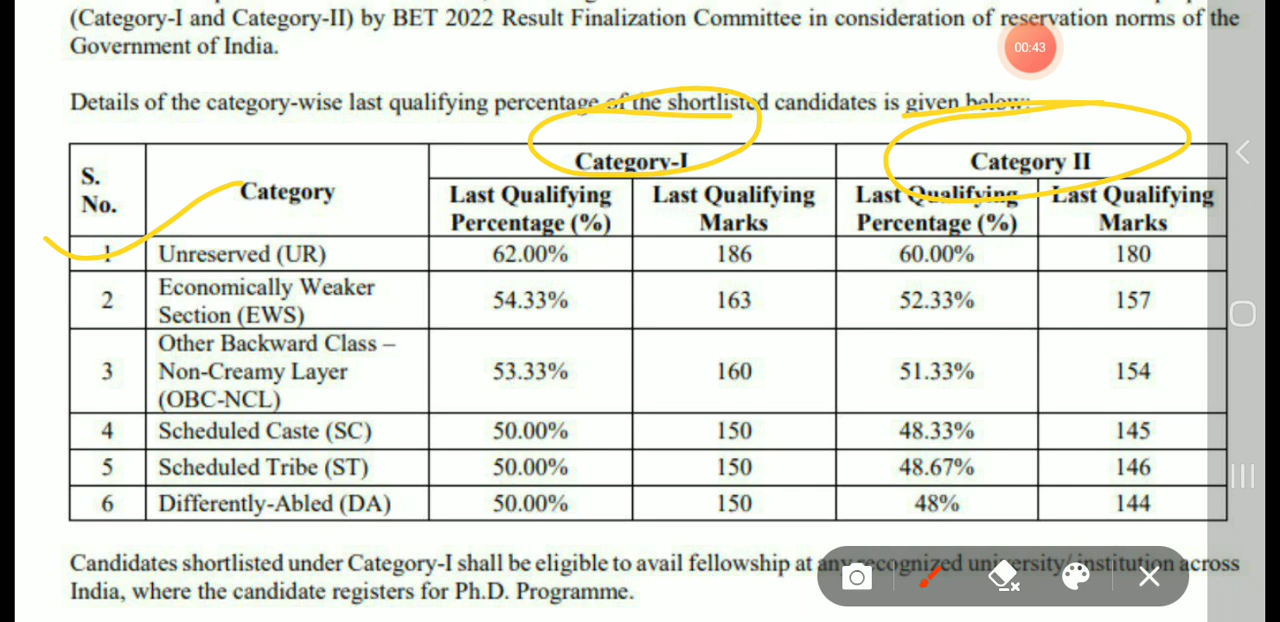 (Category-I and Category-II) by BET 2022 Result Finalization Committee in consideration of reservation norms of the
Government of India.
00:43
Details of the category-wise last qualifying percentage of the shortlisted candidates is given below:
S. No. Category Category-I Category II
Last Qualifying Percentage (%) Last Qualifying Marks Last Qualifying Percentage (%) Last Qualifying Marks
1 Unreserved (UR) 62.00% 186 60.00% 180
2 Economically Weaker Section (EWS) 54.33% 163 52.33% 157
3 Other Backward Class – Non-Creamy Layer (OBC-NCL) 53.33% 160 51.33% 154
4 Scheduled Caste (SC) 50.00% 150 48.33% 145
5 Scheduled Tribe (ST) 50.00% 150 48.67% 146
6 Differently-Abled (DA) 50.00% 150 48% 144
Candidates shortlisted under Category-I shall be eligible to avail fellowship at any recognized university/institution across
India, where the candidate registers for Ph.D. Programme.